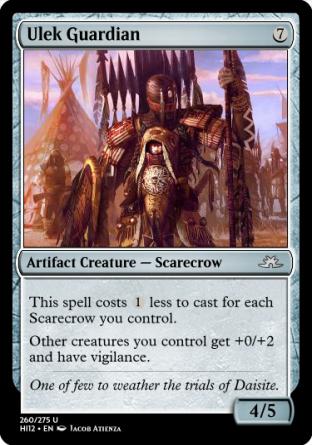 Ulek Guardian 7
Artifact Creature — Scarecrow
This spell costs 1 less to cast for each
Scarecrow you control.
Other creatures you control get +0/+2
and have vigilance.
One of few to weather the trials of Daisite.
4/5
260/275 U
HI12 • EN Jacob Atienza